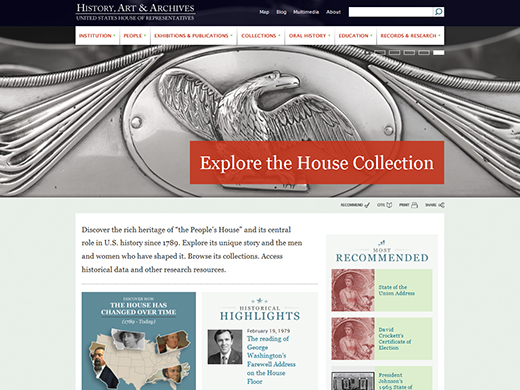 HISTORY, ART & ARCHIVES
UNITED STATES HOUSE OF REPRESENTATIVES
Map Blog Multimedia About
INSTITUTION PEOPLE EXHIBITIONS & PUBLICATIONS COLLECTIONS ORAL HISTORY EDUCATION RECORDS & RESEARCH
Explore the House Collection
RECOMMEND CITE PRINT SHARE
Discover the rich heritage of "the People's House" and its central
role in U.S. history since 1789. Explore its unique story and the men
and women who have shaped it. Browse its collections. Access
historical data and other research resources.
DISCOVER HOW
THE HOUSE HAS
CHANGED OVER TIME
(1789 - Today)
HISTORICAL
HIGHLIGHTS
February 19, 1979
The reading of
George
Washington's
Farewell Address
on the House
Floor
MOST
RECOMMENDED
State of the
Union Address
David
Crockett's
Certificate of
Election
President
Johnson's
1965 State of